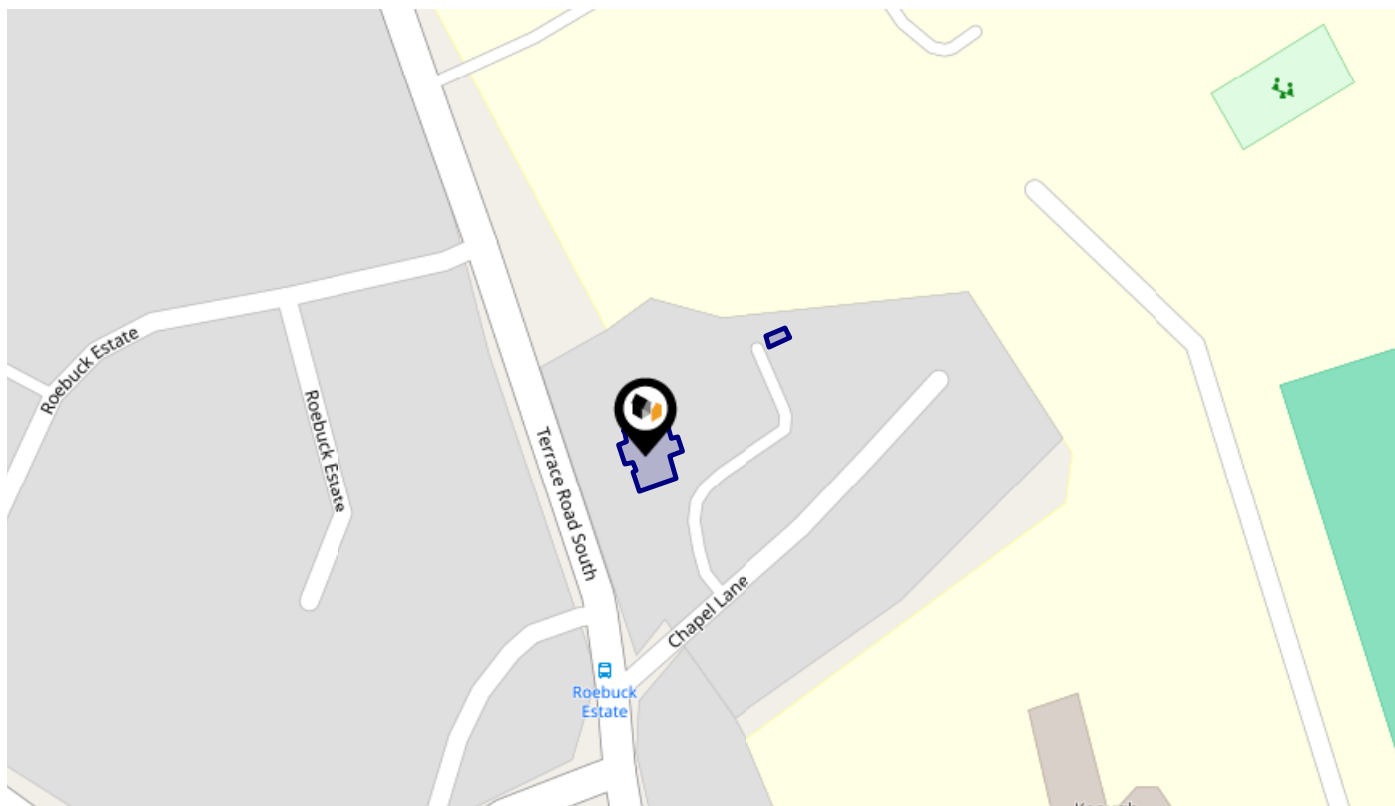 Roebuck Estate
Roebuck Estate
Terrace Road South
Chapel Lane
Roebuck
Estate